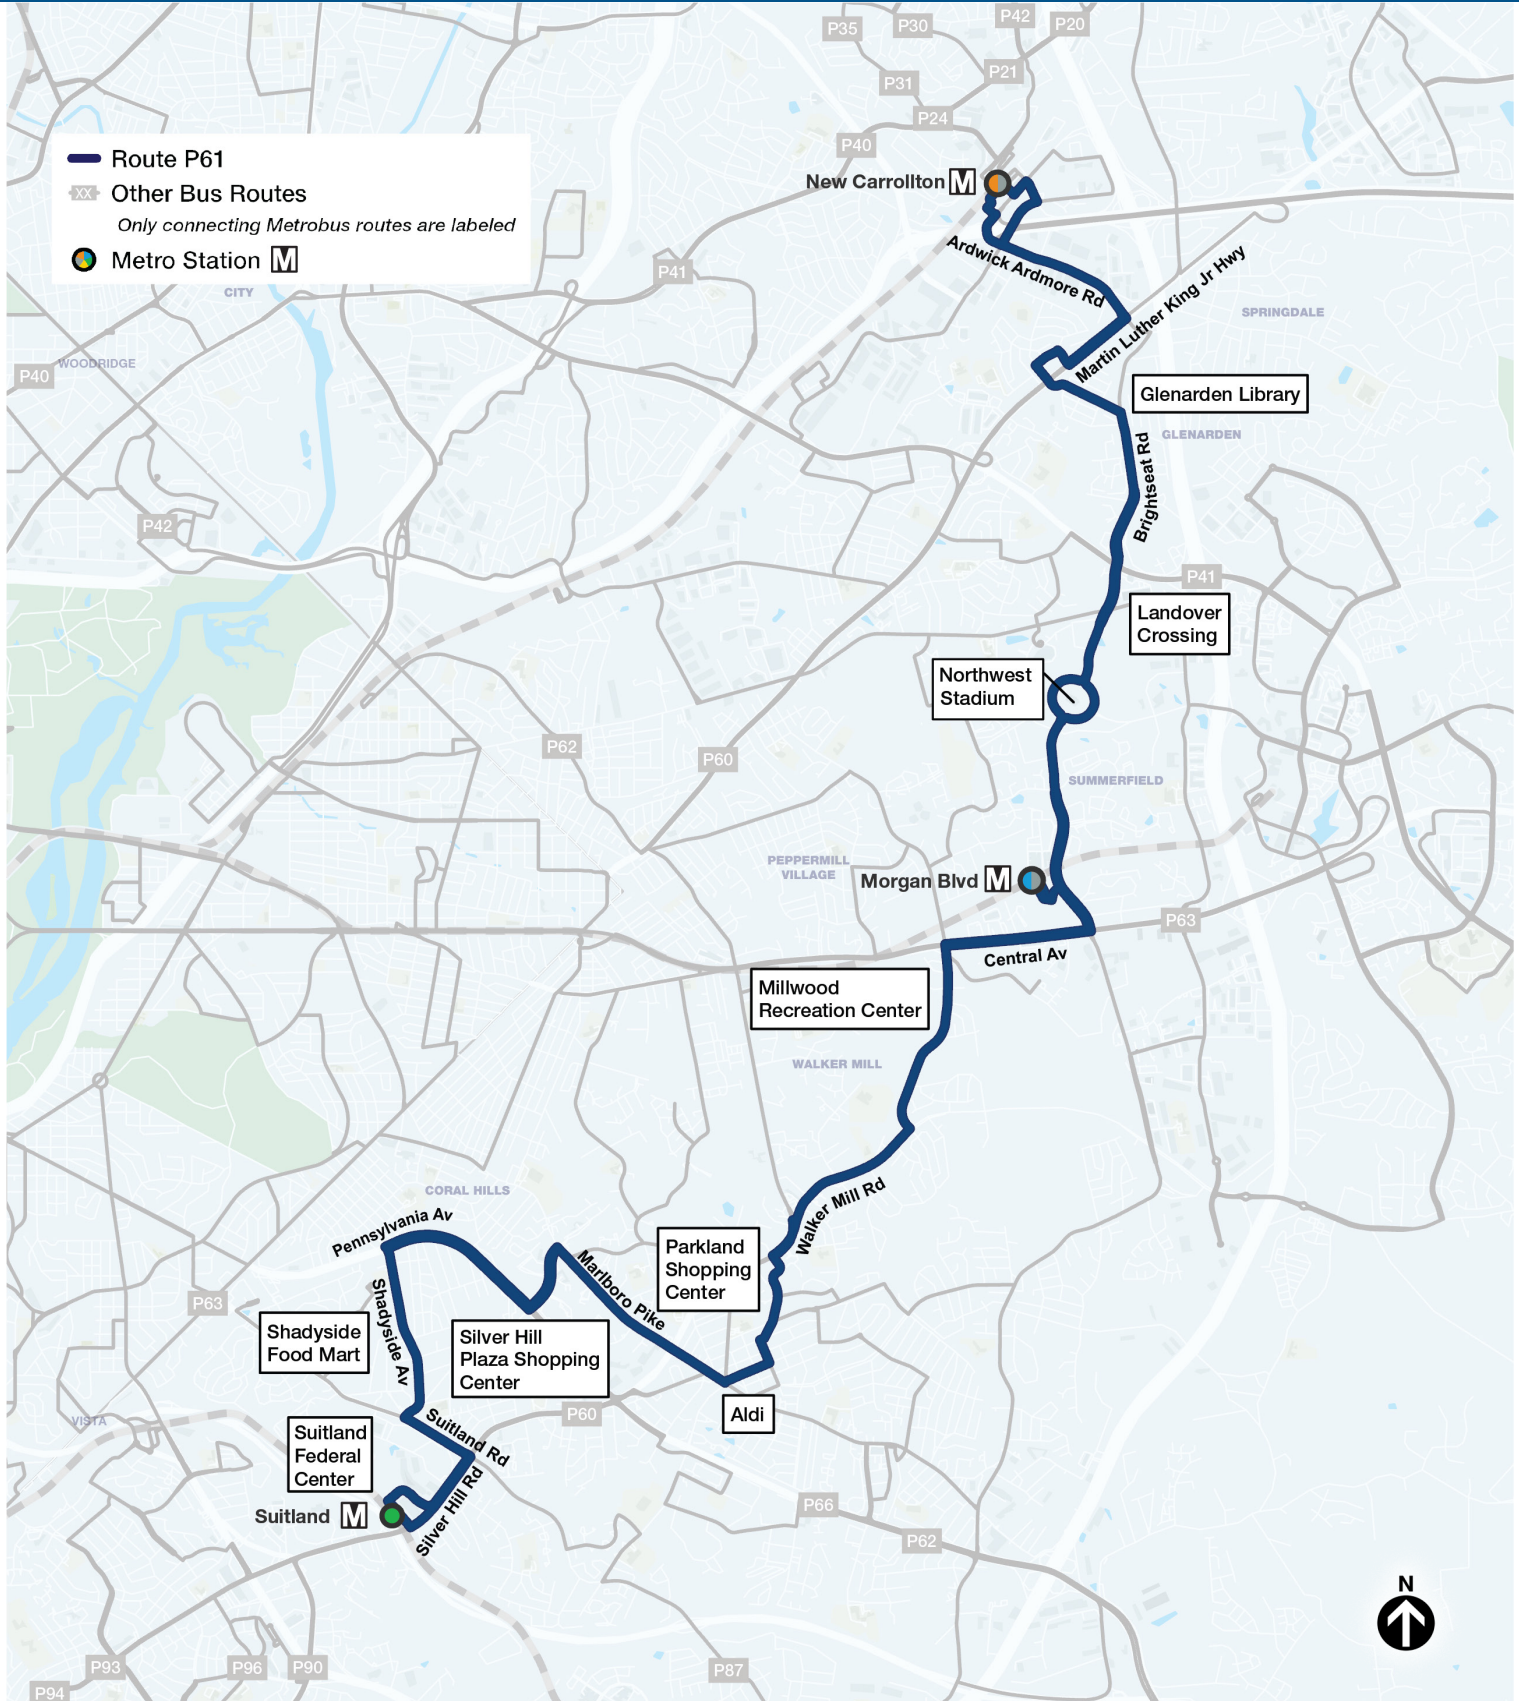 P42
P20
P35
P30
P21
P31
P24
P40
Route P61
XX
Other Bus Routes
Only connecting Metrobus routes are labeled
Metro Station M
New Carrollton M
Ardwick Ardmore Rd
P41
Martin Luther King Jr Hwy
CITY
SPRINGDALE
WOODRIDGE
P40
Glenarden Library
GLENARDEN
Brightseat Rd
P42
P41
Landover
Crossing
Northwest
Stadium
P62
P60
SUMMERFIELD
PEPPERMILL
VILLAGE
Morgan Blvd M
P63
Central Av
Millwood
Recreation Center
WALKER MILL
CORAL HILLS
Walker Mill Rd
Pennsylvania Av
Parkland
Shopping
Center
Marlboro Pike
P63
Shadyside Av
Shadyside
Food Mart
Silver Hill
Plaza Shopping
Center
Aldi
P60
VISTA
Suitland Rd
Suitland
Federal
Center
Silver Hill Rd
Suitland M
P66
P62
N
P93
P96
P90
P87
P94